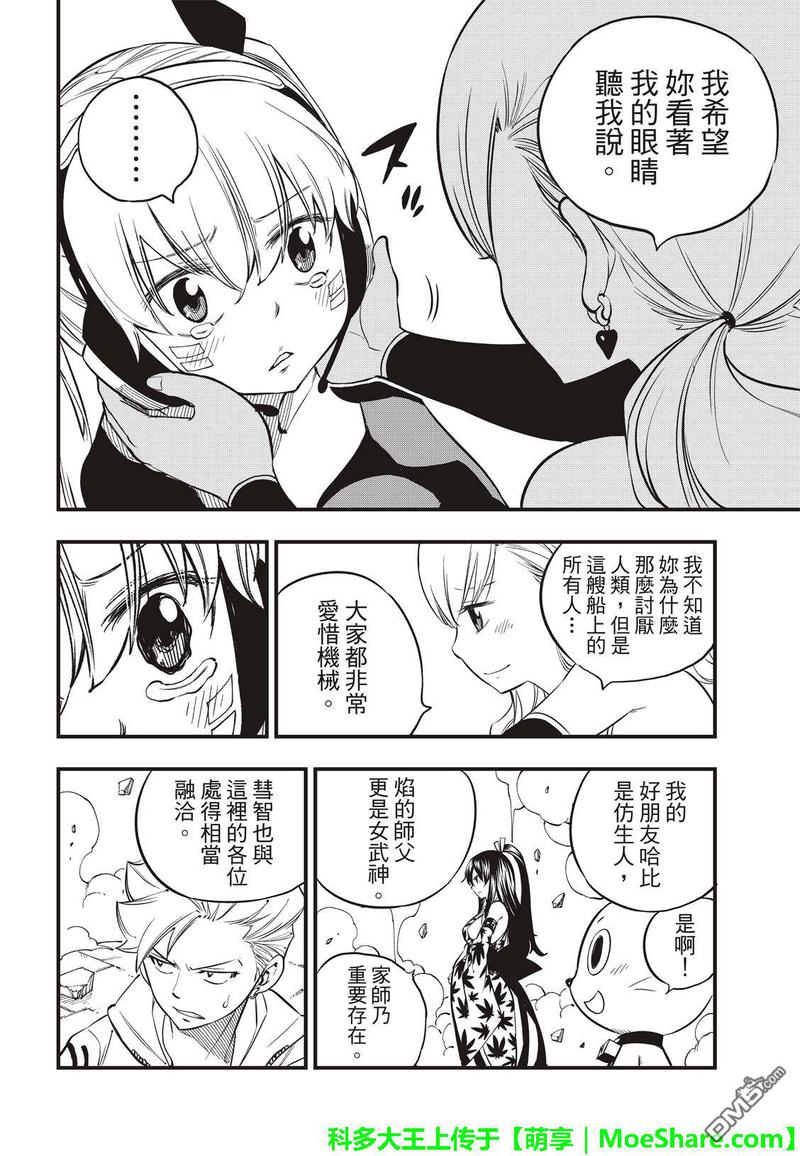 我希望
妳看著
我的眼睛
聽我說。
………
我不知道
妳為什麼
那麼討厭
人類，但是
這艘船上的
所有人…
大家都非常
愛惜機械。
我的
好朋友哈比
是仿生人，
是啊！
焰的師父
更是女武神。
家師乃
重要存在。
彗智也與
這裡的各位
處得相當
融洽。
DM5.com
科多大王上传于【萌享｜MoeShare.com】